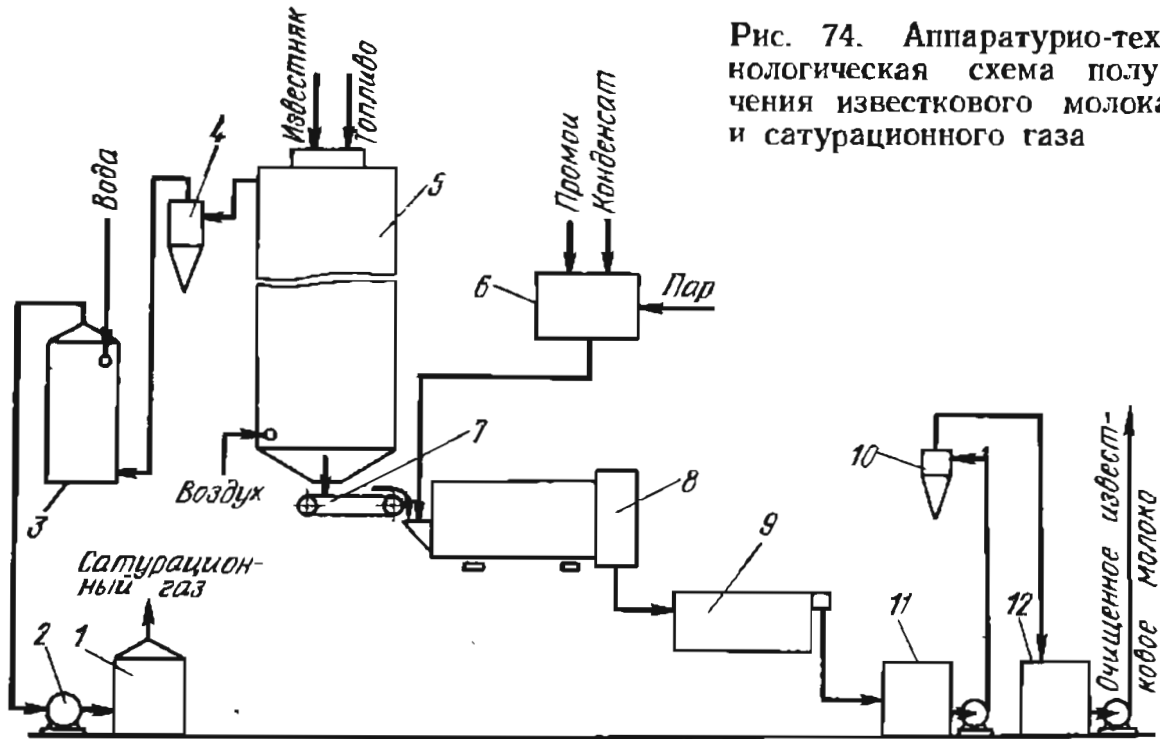 Рис. 74. Аппаратурио-тех-
нологическая схема полу-
чения известкового молока
и сатурационного газа
Известняк
Топливо
4
Вода
5
Промои
Конденсат
6
Пар
7
Воздух
3
8
10
9
Сатурацион-
ный газ
2
1
11
12
Очищенное извест-
ковое молоко